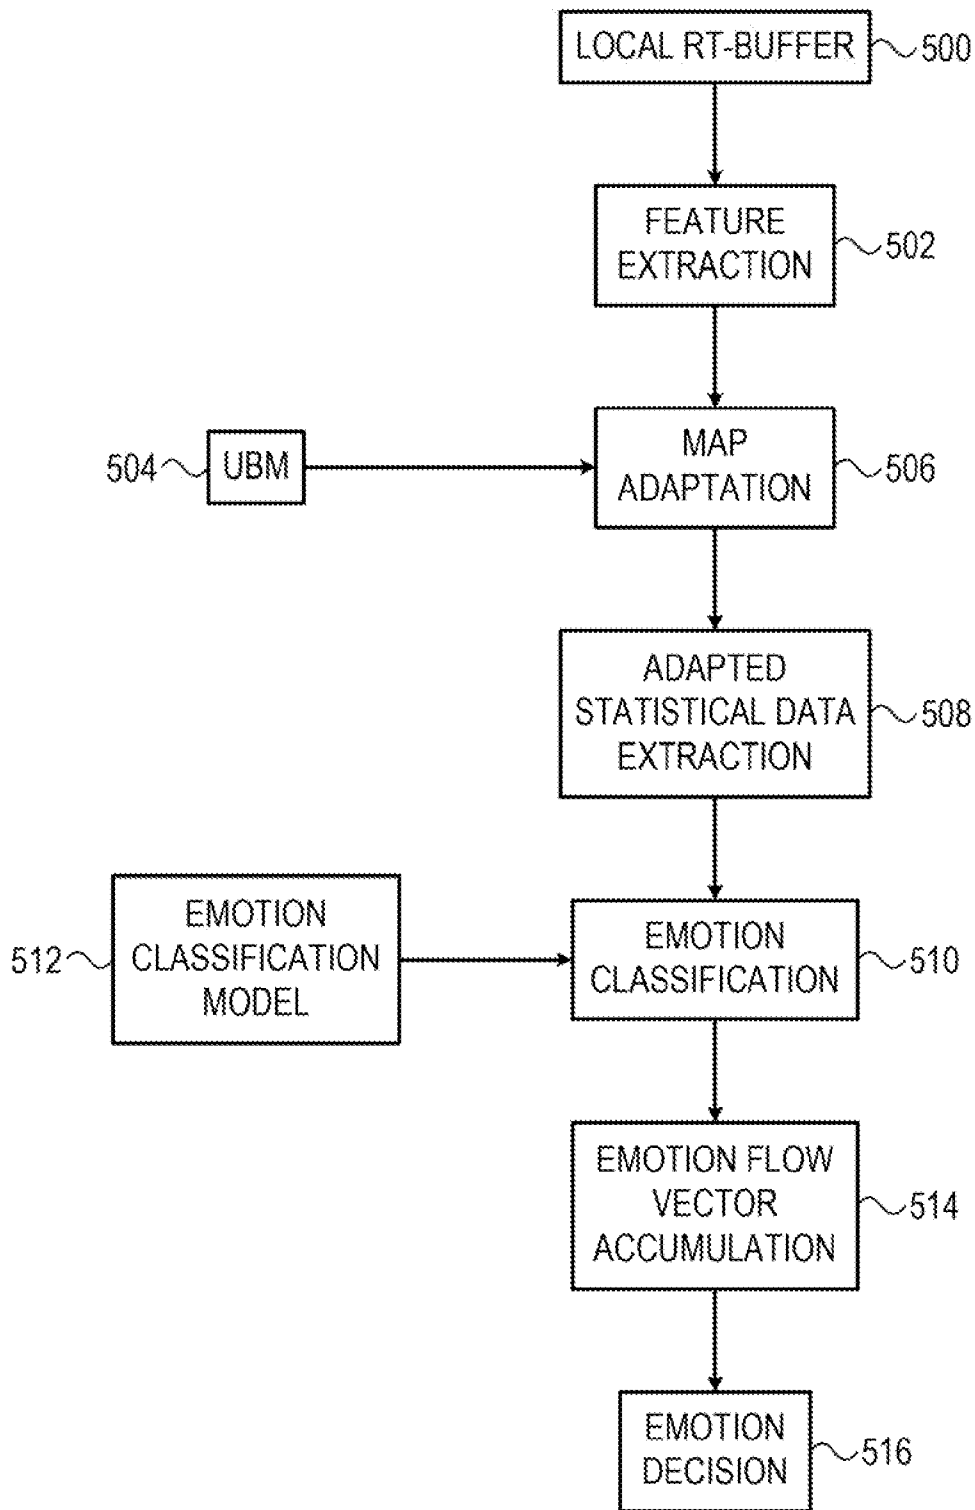 LOCAL RT-BUFFER
500
FEATURE
EXTRACTION
502
504
UBM
MAP
ADAPTATION
506
ADAPTED
STATISTICAL DATA
EXTRACTION
508
512
EMOTION
CLASSIFICATION
MODEL
EMOTION
CLASSIFICATION
510
EMOTION FLOW
VECTOR
ACCUMULATION
514
EMOTION
DECISION
516